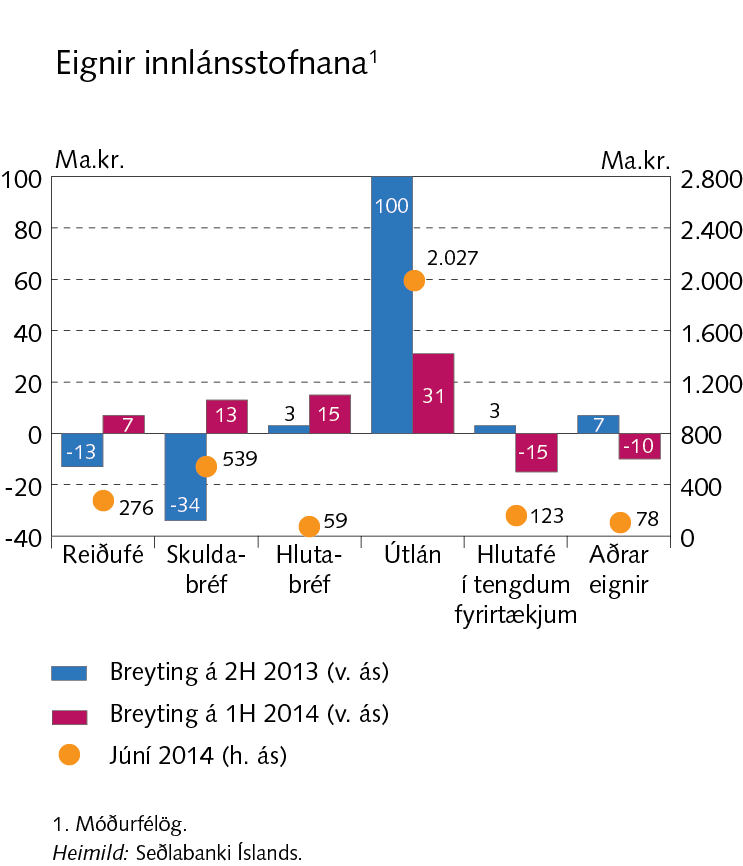 Eignir innlánsstofnana¹
Ma.kr. Ma.kr.
100 2.800
80 2.400
60 2.000
40 1.600
20 1.200
0 800
-20 400
-40 0
100
2.027
31
-13 7
-34 13
539
3 15
3 -15
7 -10
276
59
123
78
Reiðufé Skulda- Hluta- Útlán Hlutafé Aðrar
bréf bréf í tengdum eignir
fyrirtækjum
Breyting á 2H 2013 (v. ás)
Breyting á 1H 2014 (v. ás)
Júní 2014 (h. ás)
1. Móðurfélög.
Heimild: Seðlabanki Íslands.